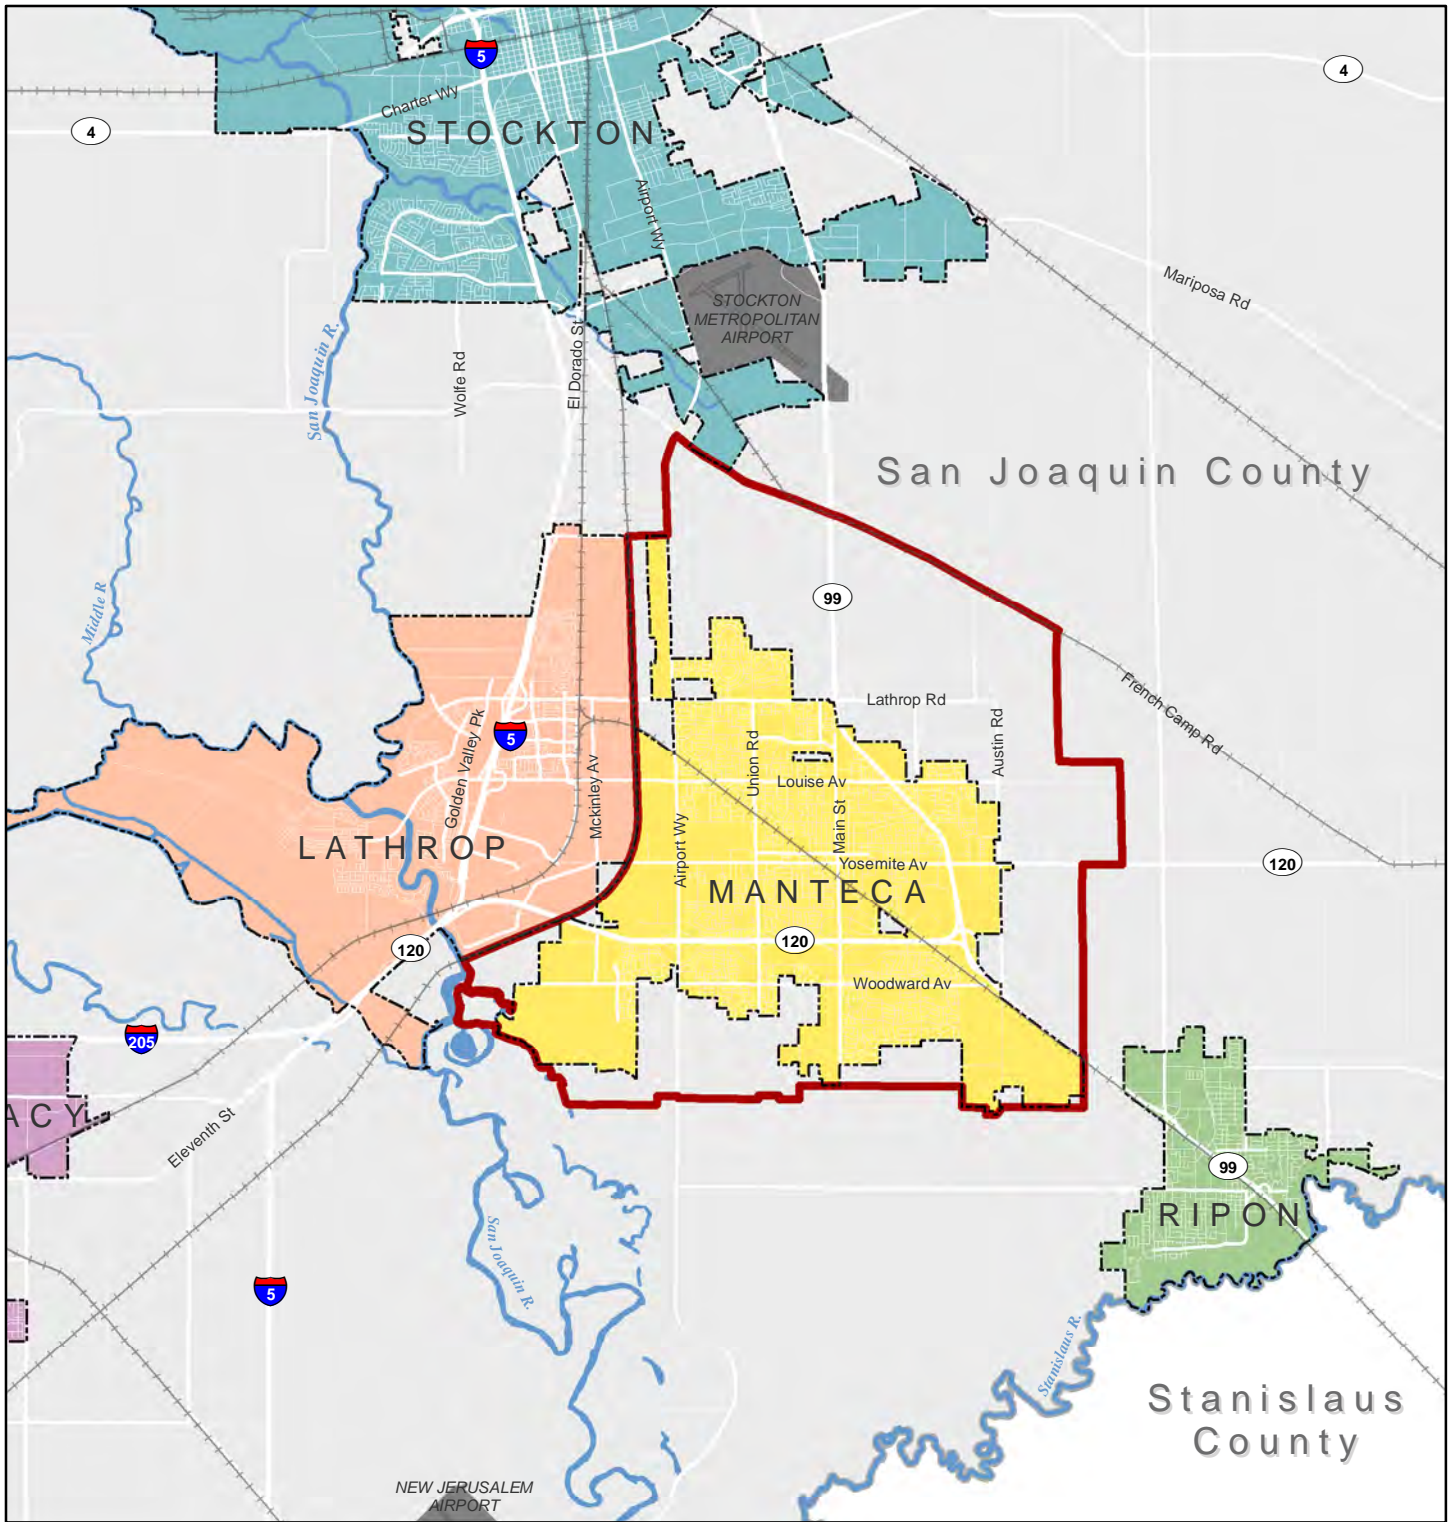 5
4
Charter Wy
4
STOCKTON
Airport Wy
Mariposa Rd
STOCKTON
METROPOLITAN
AIRPORT
San Joaquin R.
Wolfe Rd
El Dorado St
San Joaquin County
Middle R
99
French Camp Rd
Lathrop Rd
Golden Valley Pk
5
Austin Rd
Union Rd
Mckinley Av
Louise Av
Main St
Airport Wy
LATHROP
Yosemite Av
120
MANTECA
120
120
Woodward Av
205
ACY
Eleventh St
99
RIPON
San Joaquin R.
5
Stanislaus R.
Stanislaus
County
NEW JERUSALEM
AIRPORT